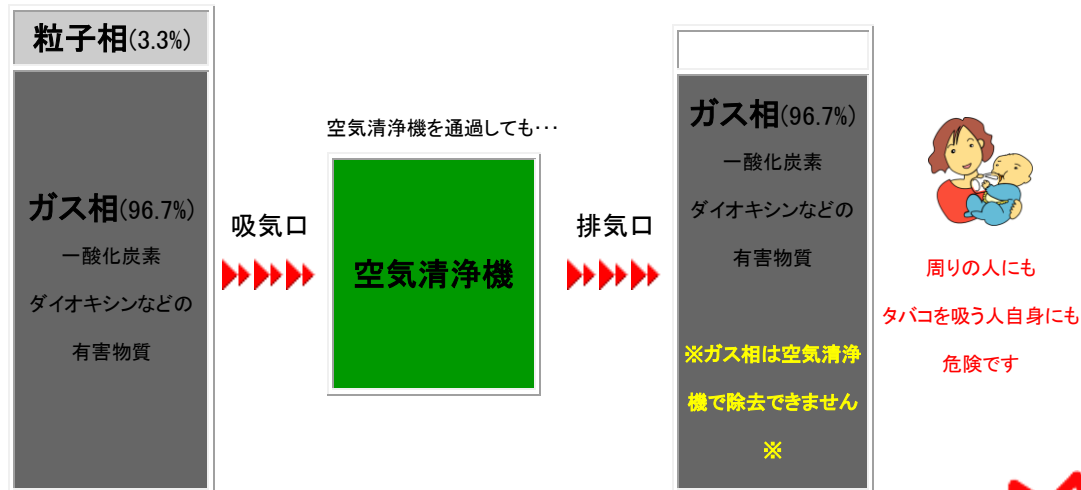 粒子相(3.3%)
ガス相(96.7%)
一酸化炭素
ダイオキシンなどの
有害物質
吸気口
空気清浄機を通過しても･･･
空気清浄機
排気口
ガス相(96.7%)
一酸化炭素
ダイオキシンなどの
有害物質
※ガス相は空気清浄
機で除去できません
※
周りの人にも
タバコを吸う人自身にも
危険です